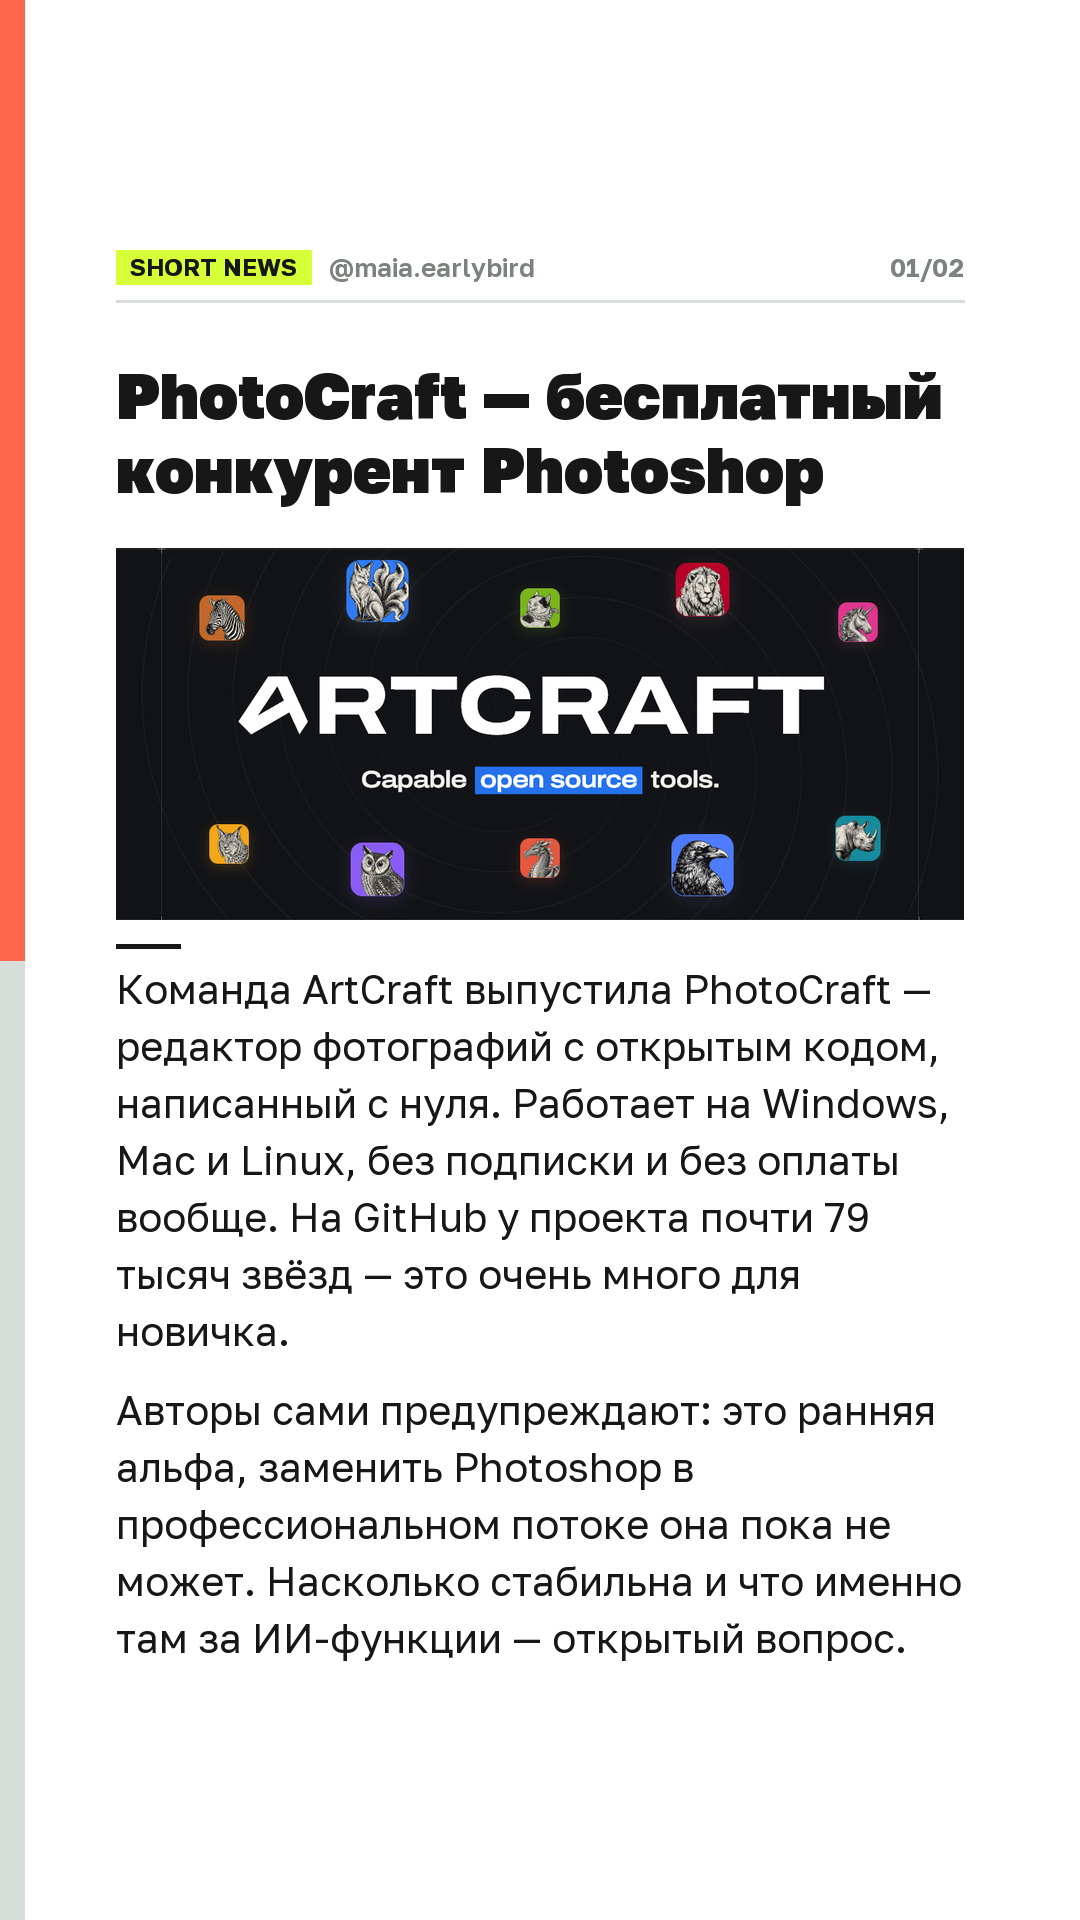 SHORT NEWS @maia.earlybird 01/02
PhotoCraft — бесплатный
конкурент Photoshop
ARTCRAFT
Capable open source tools.
Команда ArtCraft выпустила PhotoCraft —
редактор фотографий с открытым кодом,
написанный с нуля. Работает на Windows,
Mac и Linux, без подписки и без оплаты
вообще. На GitHub у проекта почти 79
тысяч звёзд — это очень много для
новичка.
Авторы сами предупреждают: это ранняя
альфа, заменить Photoshop в
профессиональном потоке она пока не
может. Насколько стабильна и что именно
там за ИИ-функции — открытый вопрос.